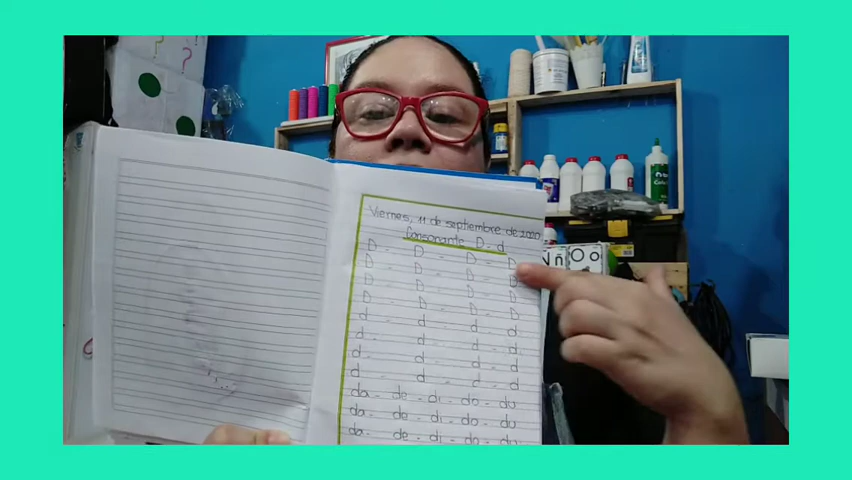 Viernes, 11 de septiembre de 2020
Consonante D - d
D - D - D - D
D - D - D - D
D - D - D - D
D - D - D - D
d - d - d - d
d - d - d - d
d - d - d - d
d - d - d - d
da - de - di - do - du
da - de - di - do - du
da - de - di - do - du
N ñ
O o